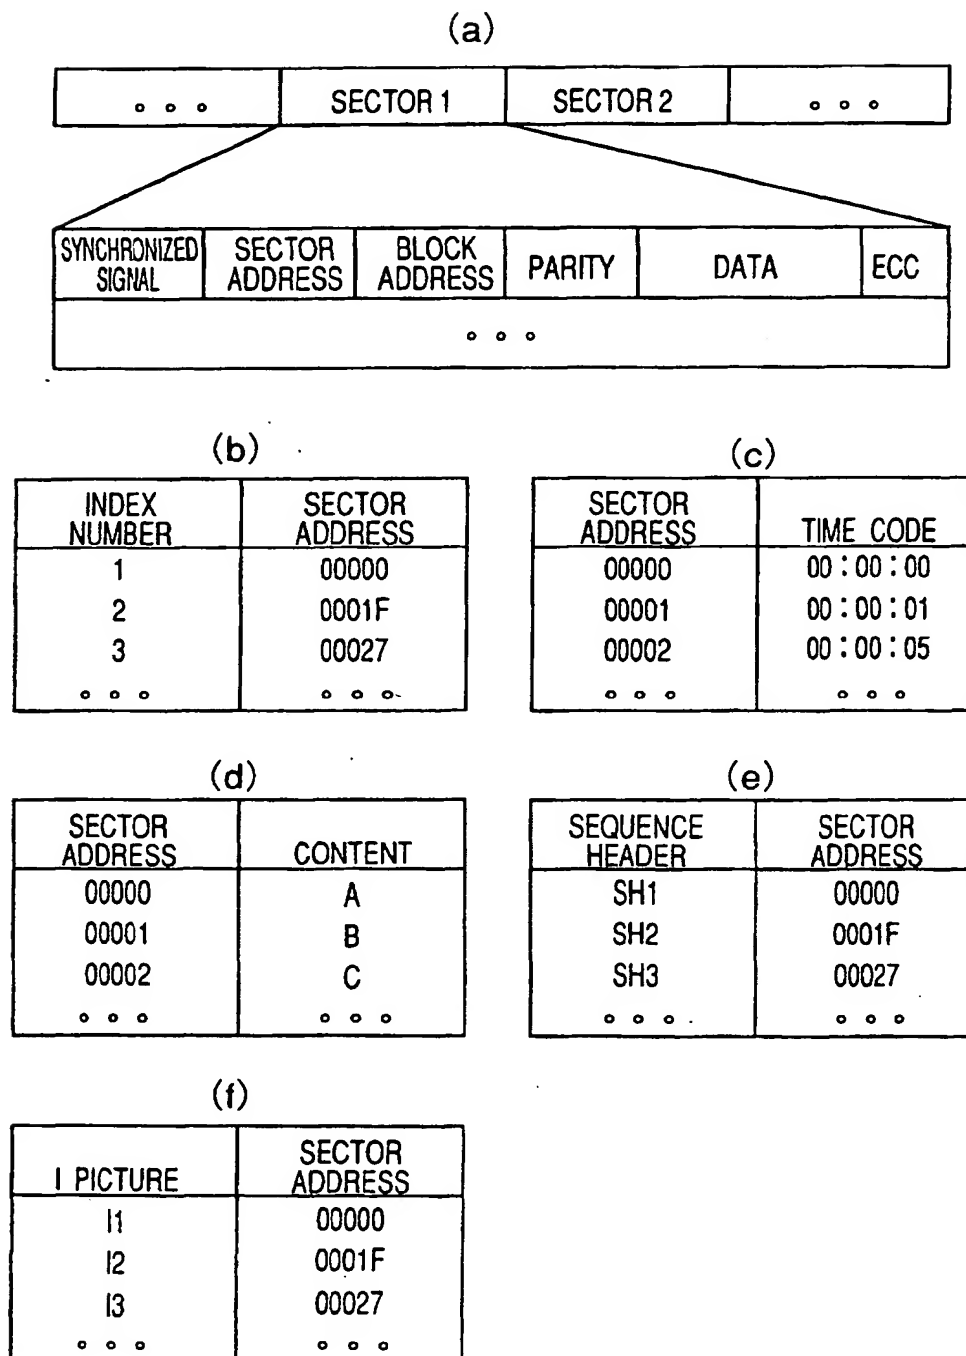 (a)
° ° ° SECTOR 1 SECTOR 2 ° ° °
SYNCHRONIZED SIGNAL SECTOR ADDRESS BLOCK ADDRESS PARITY DATA ECC
° ° °
(b)
INDEX NUMBER SECTOR ADDRESS
1 00000
2 0001F
3 00027
° ° ° ° ° °
(c)
SECTOR ADDRESS TIME CODE
00000 00:00:00
00001 00:00:01
00002 00:00:05
° ° ° ° ° °
(d)
SECTOR ADDRESS CONTENT
00000 A
00001 B
00002 C
° ° ° ° ° °
(e)
SEQUENCE HEADER SECTOR ADDRESS
SH1 00000
SH2 0001F
SH3 00027
° ° ° ° ° °
(f)
I PICTURE SECTOR ADDRESS
I1 00000
I2 0001F
I3 00027
° ° ° ° ° °